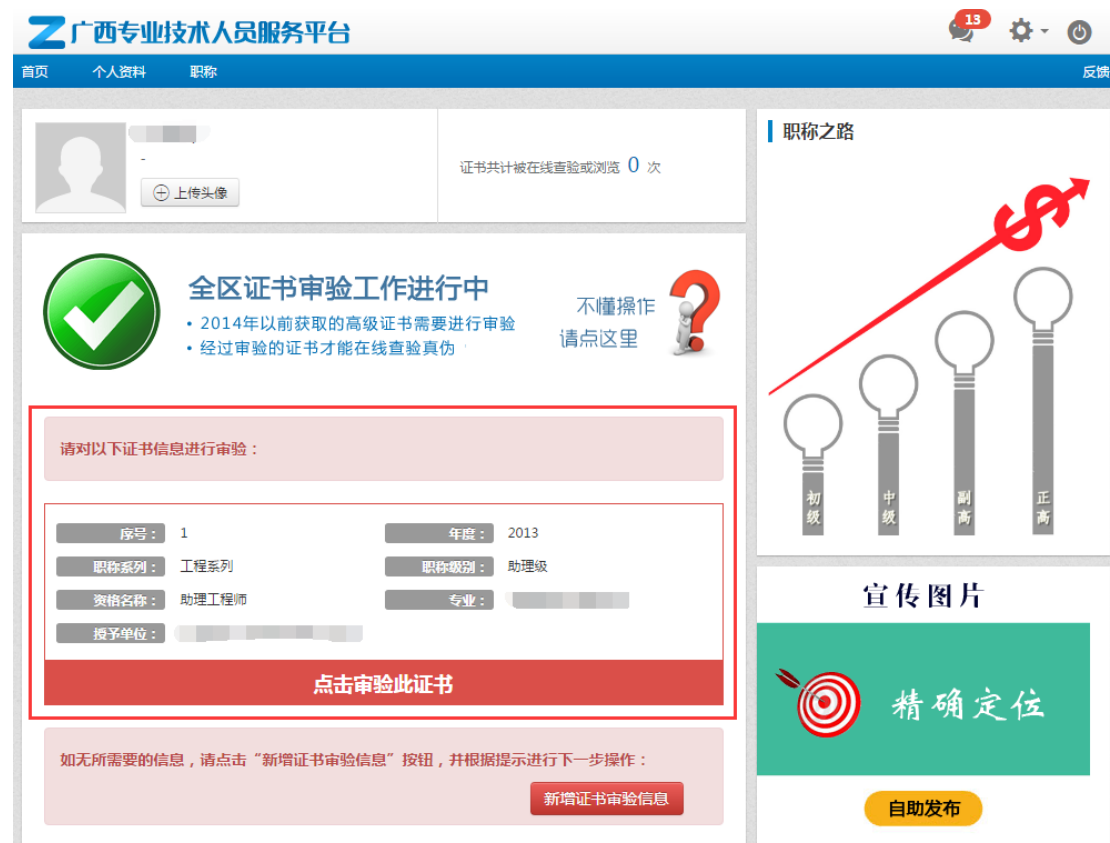 广西专业技术人员服务平台
13
首页 个人资料 职称 反馈
-
上传头像
证书共计被在线查验或浏览 0 次
全区证书审验工作进行中
• 2014年以前获取的高级证书需要进行审验
• 经过审验的证书才能在线查验真伪
不懂操作
请点这里
请对以下证书信息进行审验：
序号： 1 年度： 2013
职称系列： 工程系列 职称级别： 助理级
资格名称： 助理工程师 专业：
授予单位：
点击审验此证书
如无所需要的信息，请点击“新增证书审验信息”按钮，并根据提示进行下一步操作：
新增证书审验信息
职称之路
初级 中级 副高 正高
宣传图片
精确定位
自助发布